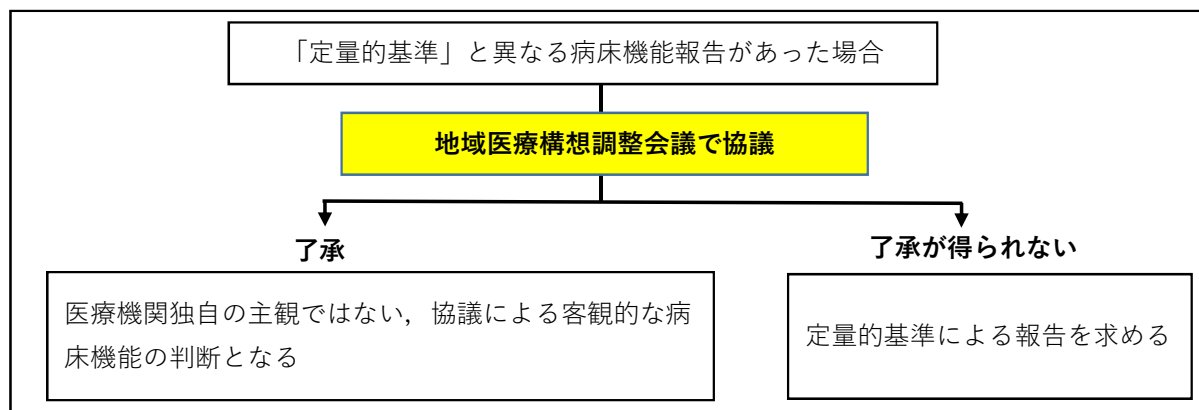 「定量的基準」と異なる病床機能報告があった場合
地域医療構想調整会議で協議
了承
了承が得られない
医療機関独自の主観ではない，協議による客観的な病
床機能の判断となる
定量的基準による報告を求める